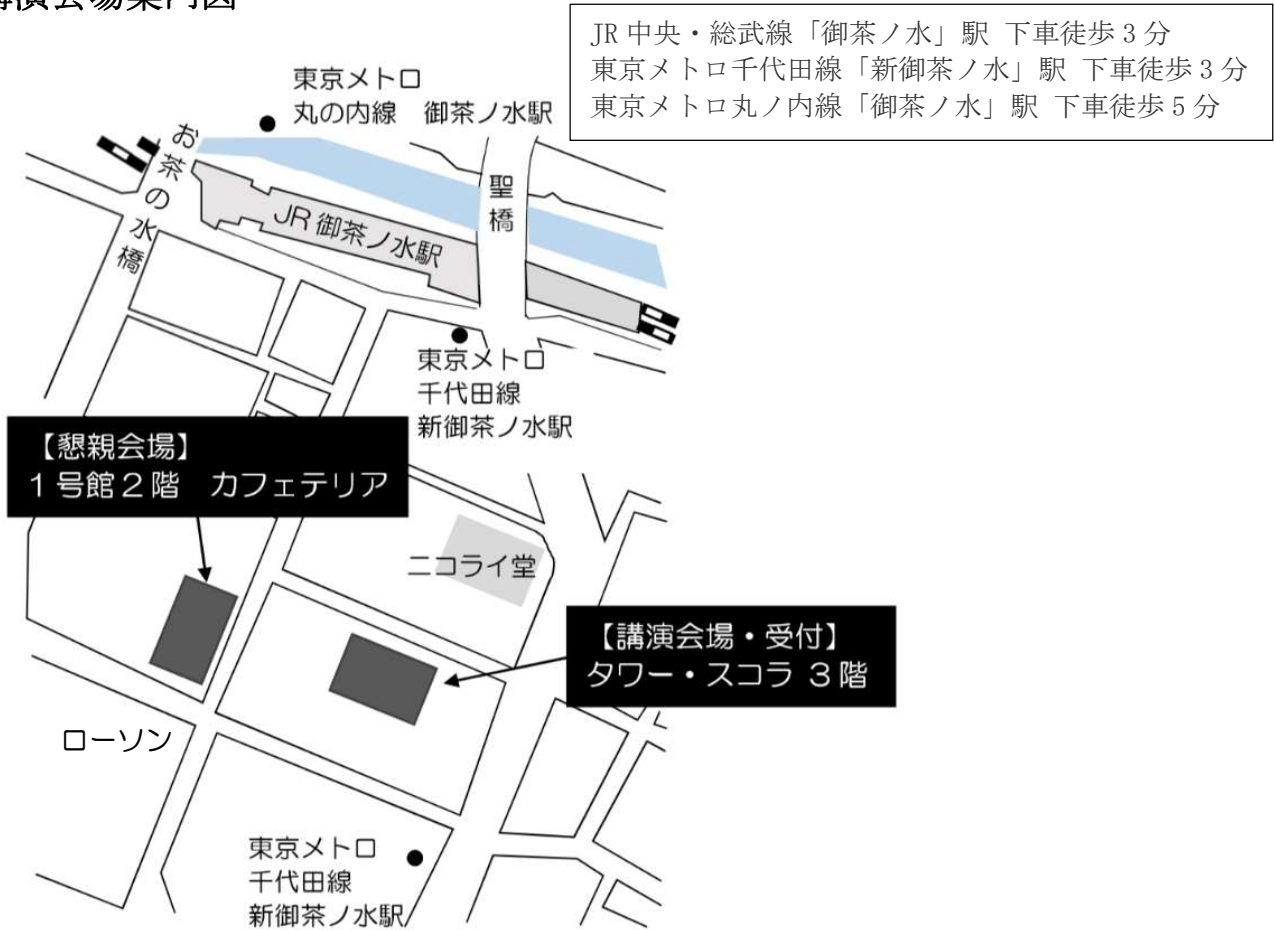 講演会場案内図
JR中央・総武線「御茶ノ水」駅 下車徒歩3分
東京メトロ千代田線「新御茶ノ水」駅 下車徒歩3分
東京メトロ丸ノ内線「御茶ノ水」駅 下車徒歩5分
東京メトロ
丸の内線 御茶ノ水駅
お茶の水橋
聖橋
JR御茶ノ水駅
東京メトロ
千代田線
新御茶ノ水駅
【懇親会場】
1号館2階 カフェテリア
ニコライ堂
【講演会場・受付】
タワー・スコラ 3階
ローソン
東京メトロ
千代田線
新御茶ノ水駅